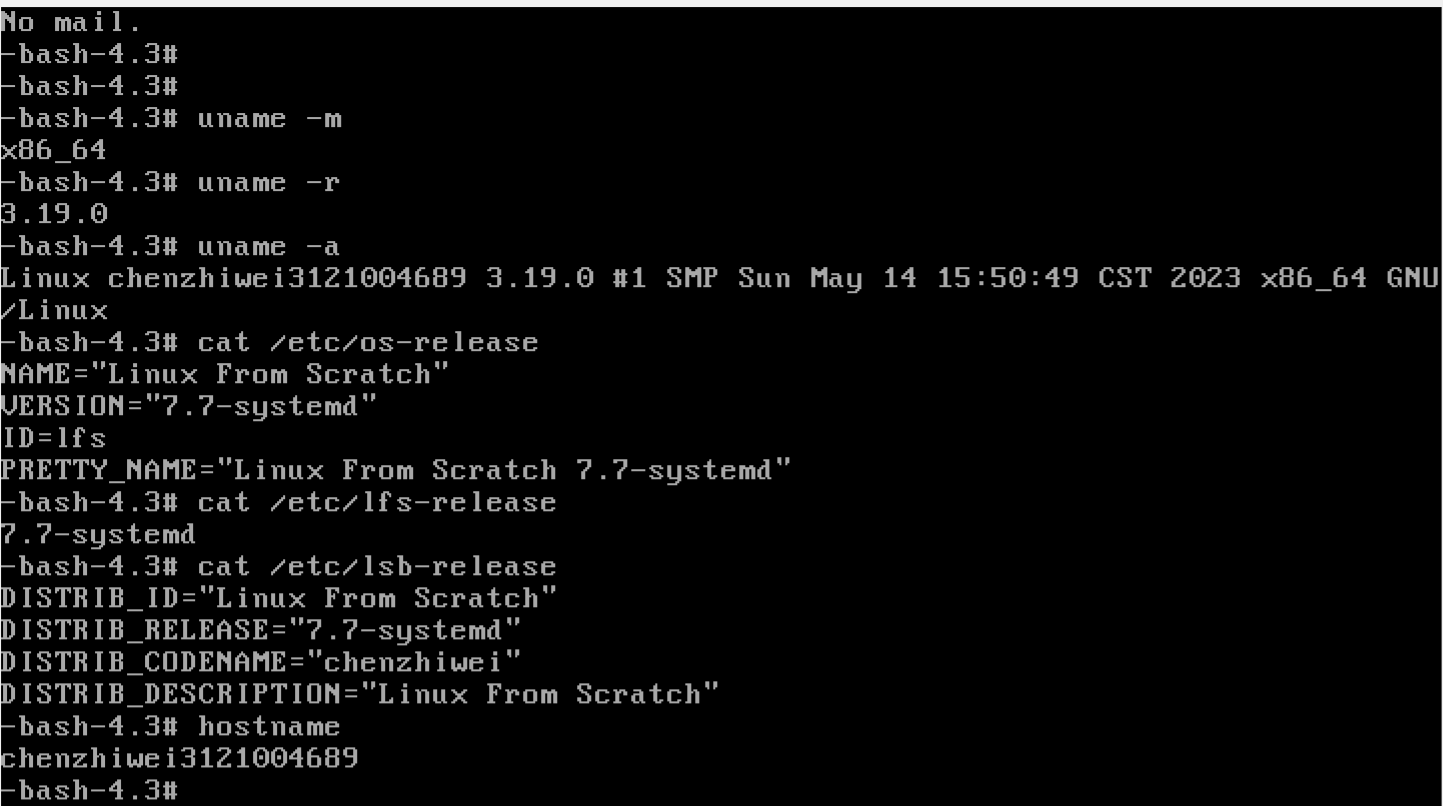 No mail.
-bash-4.3#
-bash-4.3#
-bash-4.3# uname -m
x86_64
-bash-4.3# uname -r
3.19.0
-bash-4.3# uname -a
Linux chenzhiwei3121004689 3.19.0 #1 SMP Sun May 14 15:50:49 CST 2023 x86_64 GNU
/Linux
-bash-4.3# cat /etc/os-release
NAME="Linux From Scratch"
VERSION="7.7-systemd"
ID=lfs
PRETTY_NAME="Linux From Scratch 7.7-systemd"
-bash-4.3# cat /etc/lfs-release
7.7-systemd
-bash-4.3# cat /etc/lsb-release
DISTRIB_ID="Linux From Scratch"
DISTRIB_RELEASE="7.7-systemd"
DISTRIB_CODENAME="chenzhiwei"
DISTRIB_DESCRIPTION="Linux From Scratch"
-bash-4.3# hostname
chenzhiwei3121004689
-bash-4.3#